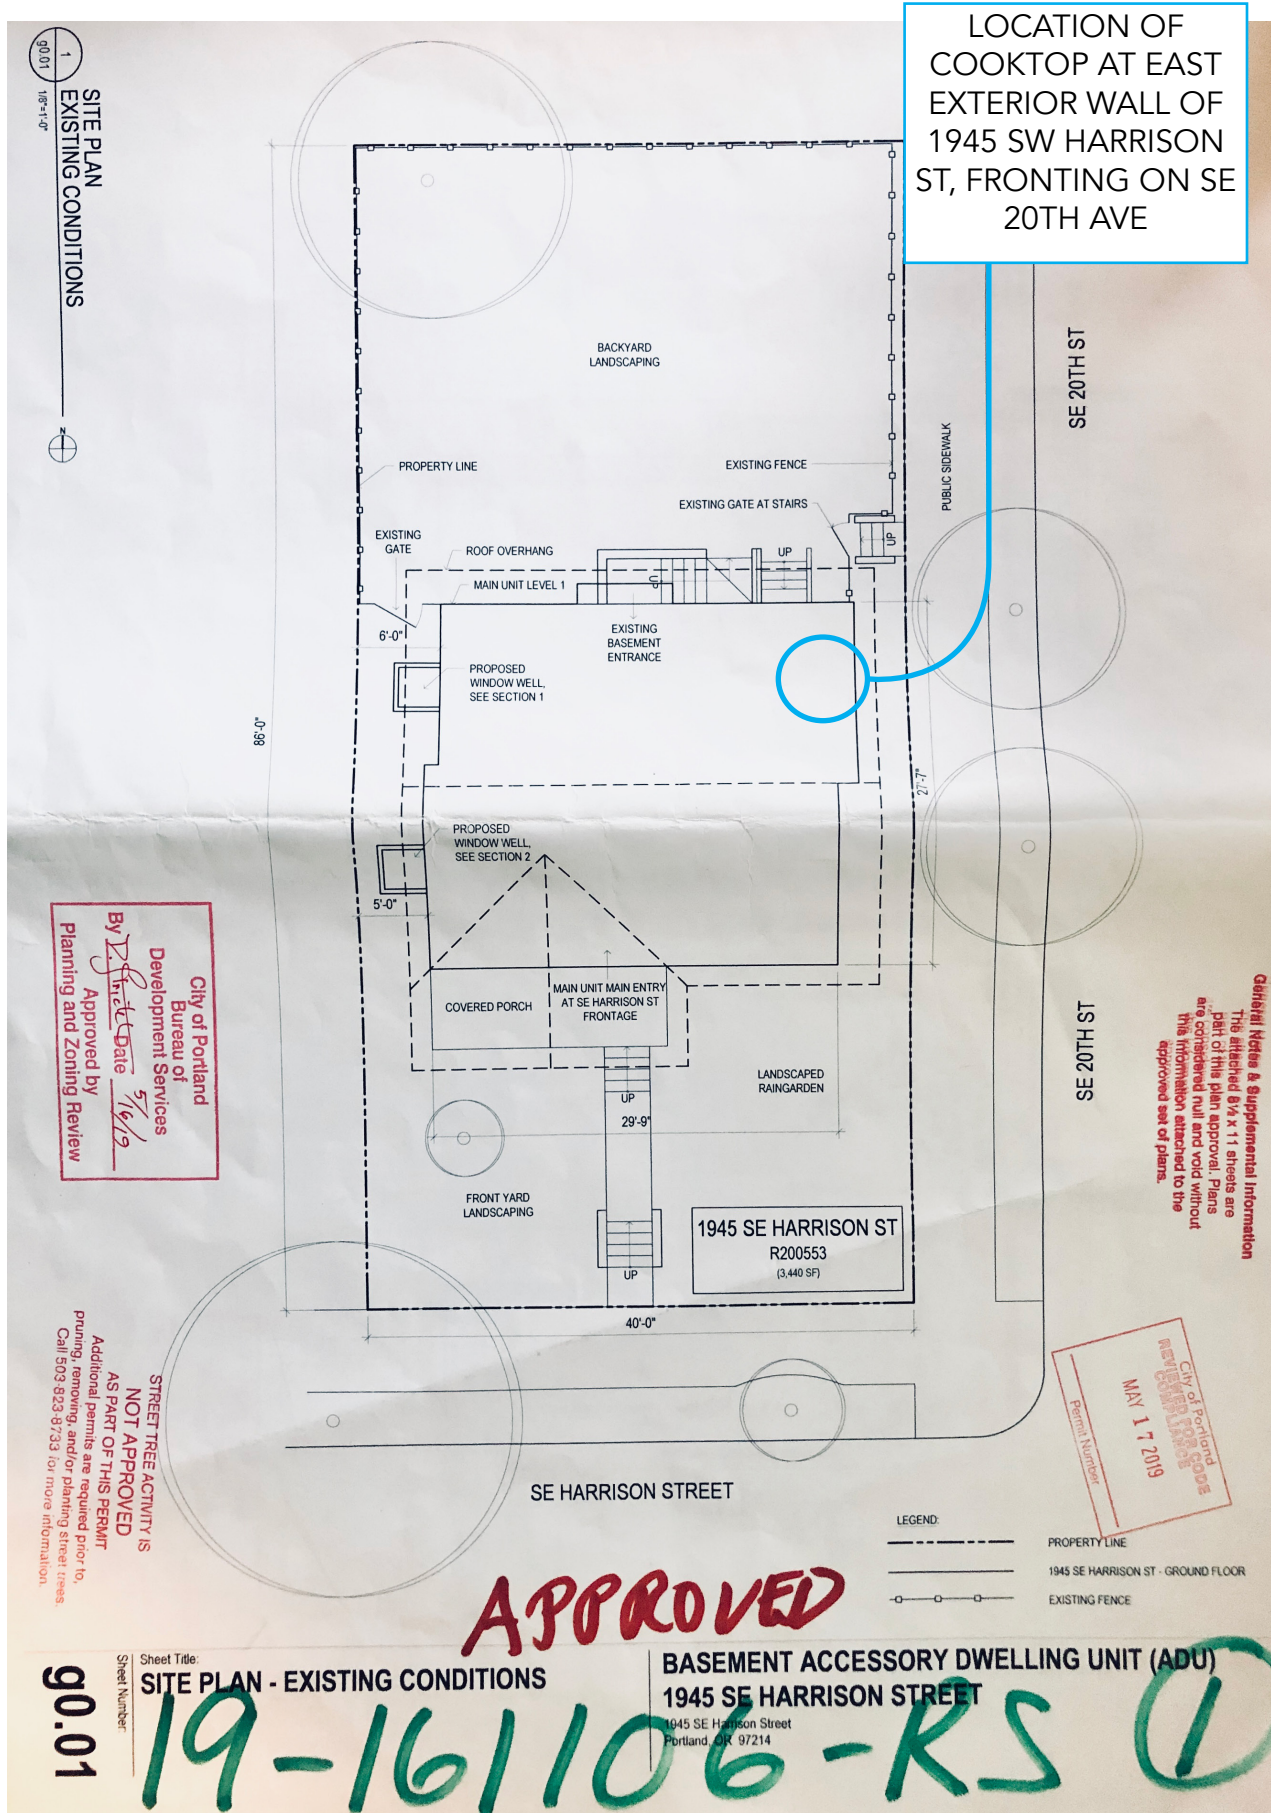 LOCATION OF
COOKTOP AT EAST
EXTERIOR WALL OF
1945 SW HARRISON
ST, FRONTING ON SE
20TH AVE
1
g0.01
SITE PLAN
EXISTING CONDITIONS
1/8"=1'-0"
N
BACKYARD
LANDSCAPING
SE 20TH ST
PUBLIC SIDEWALK
PROPERTY LINE
EXISTING FENCE
EXISTING GATE AT STAIRS
EXISTING
GATE
ROOF OVERHANG
UP
UP
MAIN UNIT LEVEL 1
UP
6'-0"
EXISTING
BASEMENT
ENTRANCE
PROPOSED
WINDOW WELL,
SEE SECTION 1
86'-0"
27'-7"
PROPOSED
WINDOW WELL,
SEE SECTION 2
5'-0"
COVERED PORCH
MAIN UNIT MAIN ENTRY
AT SE HARRISON ST
FRONTAGE
LANDSCAPED
RAINGARDEN
UP
29'-9"
FRONT YARD
LANDSCAPING
UP
1945 SE HARRISON ST
R200553
(3,440 SF)
40'-0"
SE 20TH ST
City of Portland
Bureau of
Development Services
By Date 5/16/19
Approved by
Planning and Zoning Review
General Notes & Supplemental Information
The attached 8½ x 11 sheets are
part of this plan approval. Plans
are considered null and void without
this information attached to the
approved set of plans.
STREET TREE ACTIVITY IS
NOT APPROVED
AS PART OF THIS PERMIT
Additional permits are required prior to,
pruning, removing, and/or planting street trees.
Call 503-823-8733 for more information.
City of Portland
REVIEWED FOR CODE
COMPLIANCE
MAY 17 2019
Permit Number
SE HARRISON STREET
LEGEND:
PROPERTY LINE
1945 SE HARRISON ST - GROUND FLOOR
EXISTING FENCE
APPROVED
Sheet Number:
g0.01
Sheet Title:
SITE PLAN - EXISTING CONDITIONS
BASEMENT ACCESSORY DWELLING UNIT (ADU)
1945 SE HARRISON STREET
1945 SE Harrison Street
Portland, OR 97214
19-161106-RS 1